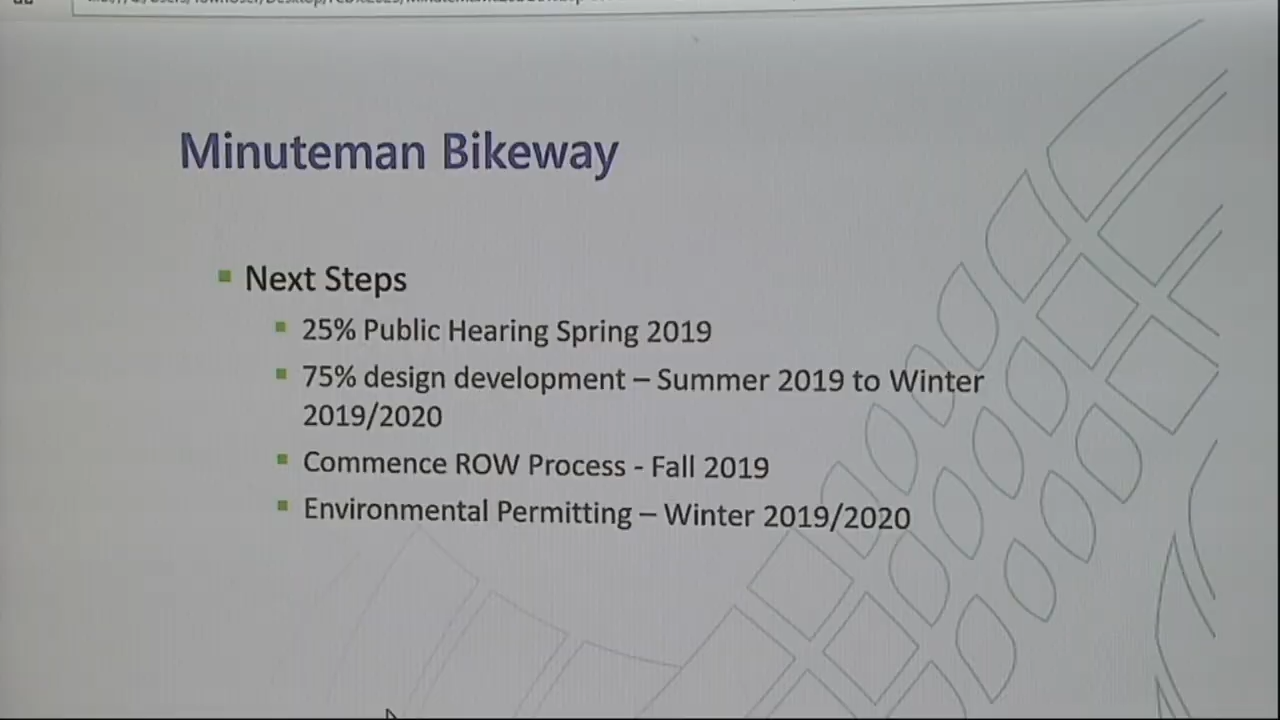 Minuteman Bikeway
Next Steps
25% Public Hearing Spring 2019
75% design development – Summer 2019 to Winter
2019/2020
Commence ROW Process - Fall 2019
Environmental Permitting – Winter 2019/2020